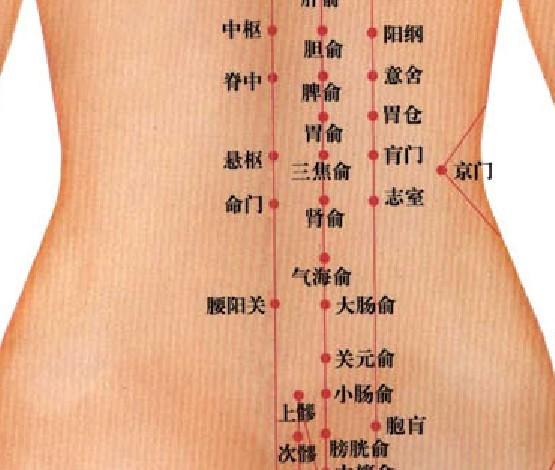 中枢
阳纲
胆俞
脊中
意舍
脾俞
胃仓
胃俞
悬枢
肓门
三焦俞
京门
命门
志室
肾俞
气海俞
腰阳关
大肠俞
关元俞
小肠俞
上髎
胞肓
次髎
膀胱俞